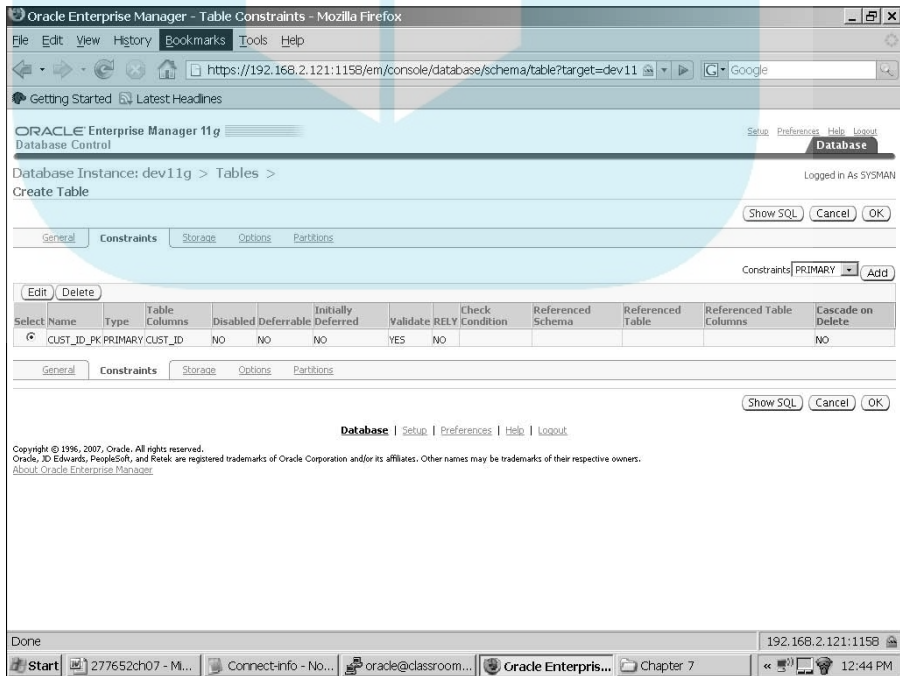 Oracle Enterprise Manager - Table Constraints - Mozilla Firefox
File Edit View History Bookmarks Tools Help
https://192.168.2.121:1158/em/console/database/schema/table?target=dev11 Google
Getting Started Latest Headlines
ORACLE Enterprise Manager 11g
Database Control
Setup Preferences Help Logout
Database
Database Instance: dev11g > Tables >
Logged in As SYSMAN
Create Table
Show SQL Cancel OK
General Constraints Storage Options Partitions
Constraints PRIMARY Add
Edit Delete
Select Name Type Table Columns Disabled Deferrable Initially Deferred Validate RELY Check Condition Referenced Schema Referenced Table Referenced Table Columns Cascade on Delete
CUST_ID_PK PRIMARY CUST_ID NO NO NO YES NO NO
General Constraints Storage Options Partitions
Show SQL Cancel OK
Database | Setup | Preferences | Help | Logout
Copyright © 1996, 2007, Oracle. All rights reserved.
Oracle, JD Edwards, PeopleSoft, and Retek are registered trademarks of Oracle Corporation and/or its affiliates. Other names may be trademarks of their respective owners.
About Oracle Enterprise Manager
Done 192.168.2.121:1158
Start 277652ch07 - Mi... Connect-info - No... oracle@classroom... Oracle Enterpris... Chapter 7 « 12:44 PM